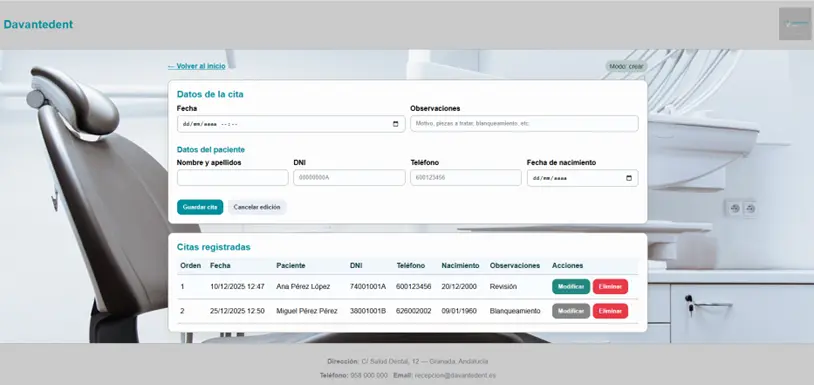 Davantedent
← Volver al inicio
Modo: crear
Datos de la cita
Fecha Observaciones
dd/mm/aaaa --:-- Motivo, piezas a tratar, blanqueamiento, etc.
Datos del paciente
Nombre y apellidos DNI Teléfono Fecha de nacimiento
00000000A 600123456 dd/mm/aaaa
Guardar cita Cancelar edición
Citas registradas
Orden Fecha Paciente DNI Teléfono Nacimiento Observaciones Acciones
1 10/12/2025 12:47 Ana Pérez López 74001001A 600123456 20/12/2000 Revisión Modificar Eliminar
2 25/12/2025 12:50 Miguel Pérez Pérez 38001001B 626002002 09/01/1960 Blanqueamiento Modificar Eliminar
Dirección: C/ Salud Dental, 12 — Granada, Andalucía
Teléfono: 958 000 000 Email: recepcion@davantedent.es